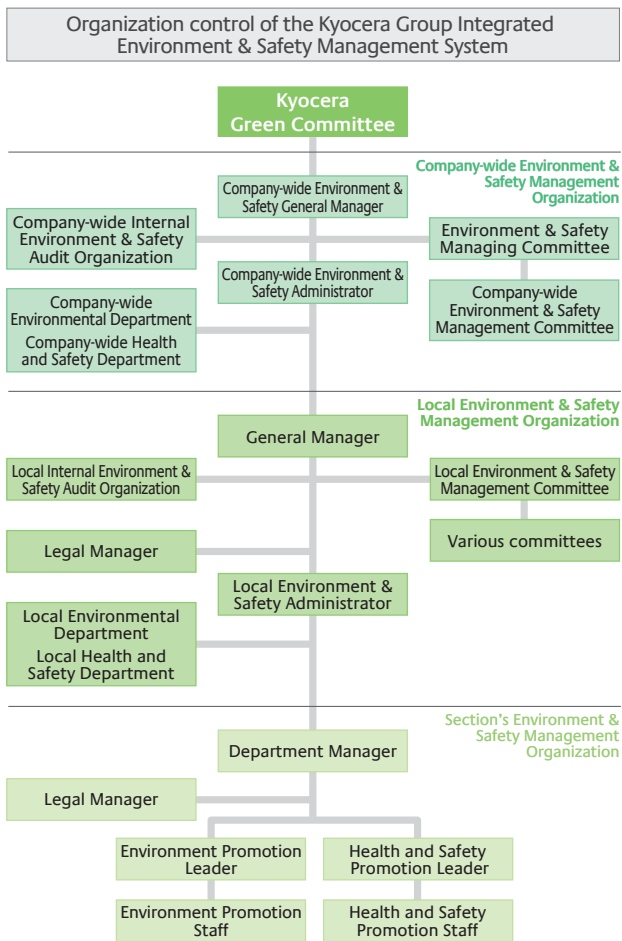 Organization control of the Kyocera Group Integrated
Environment & Safety Management System
Kyocera
Green Committee
Company-wide Environment &
Safety Management
Organization
Company-wide Environment &
Safety General Manager
Company-wide Internal
Environment & Safety
Audit Organization
Environment & Safety
Managing Committee
Company-wide Environment &
Safety Administrator
Company-wide
Environment & Safety
Management Committee
Company-wide
Environmental Department
Company-wide Health
and Safety Department
Local Environment & Safety
Management Organization
General Manager
Local Internal Environment &
Safety Audit Organization
Local Environment & Safety
Management Committee
Various committees
Legal Manager
Local Environment &
Safety Administrator
Local Environmental
Department
Local Health and
Safety Department
Section's Environment &
Safety Management
Organization
Department Manager
Legal Manager
Environment Promotion
Leader
Health and Safety
Promotion Leader
Environment Promotion
Staff
Health and Safety
Promotion Staff